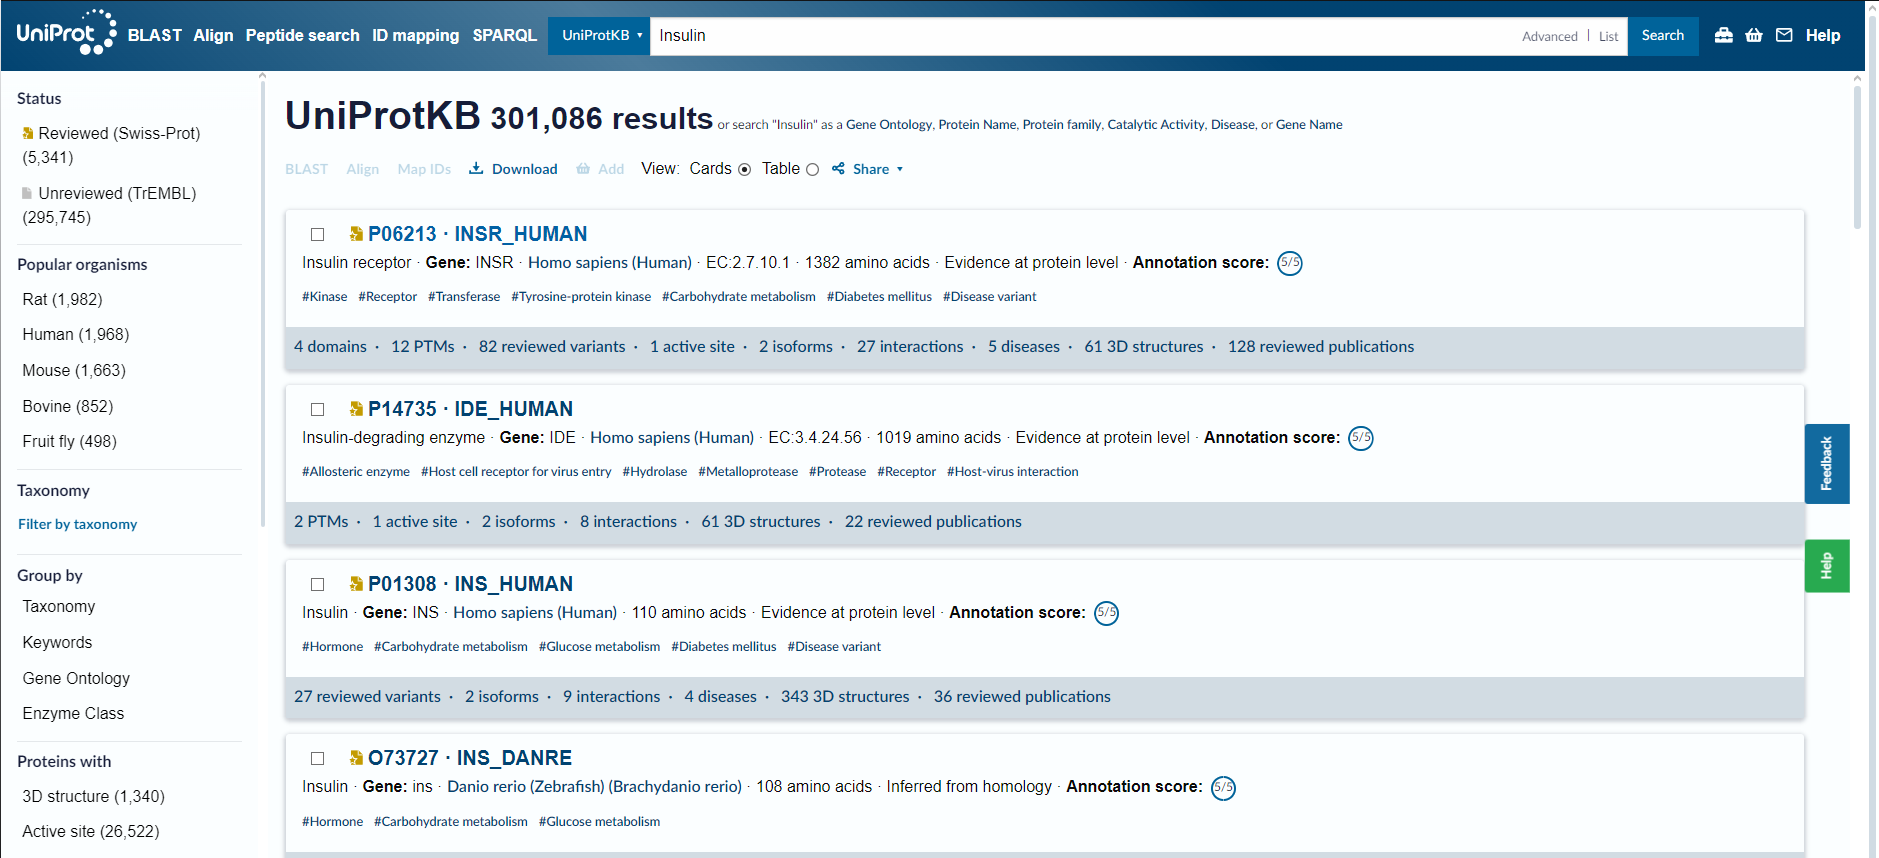 UniProt BLAST Align Peptide search ID mapping SPARQL UniProtKB Insulin Advanced | List Search Help
Status
Reviewed (Swiss-Prot)
(5,341)
Unreviewed (TrEMBL)
(295,745)
Popular organisms
Rat (1,982)
Human (1,968)
Mouse (1,663)
Bovine (852)
Fruit fly (498)
Taxonomy
Filter by taxonomy
Group by
Taxonomy
Keywords
Gene Ontology
Enzyme Class
Proteins with
3D structure (1,340)
Active site (26,522)
UniProtKB 301,086 results or search "Insulin" as a Gene Ontology, Protein Name, Protein family, Catalytic Activity, Disease, or Gene Name
BLAST Align Map IDs Download Add View: Cards Table Share
P06213 · INSR_HUMAN
Insulin receptor · Gene: INSR · Homo sapiens (Human) · EC:2.7.10.1 · 1382 amino acids · Evidence at protein level · Annotation score: 5/5
#Kinase #Receptor #Transferase #Tyrosine-protein kinase #Carbohydrate metabolism #Diabetes mellitus #Disease variant
4 domains · 12 PTMs · 82 reviewed variants · 1 active site · 2 isoforms · 27 interactions · 5 diseases · 61 3D structures · 128 reviewed publications
P14735 · IDE_HUMAN
Insulin-degrading enzyme · Gene: IDE · Homo sapiens (Human) · EC:3.4.24.56 · 1019 amino acids · Evidence at protein level · Annotation score: 5/5
#Allosteric enzyme #Host cell receptor for virus entry #Hydrolase #Metalloprotease #Protease #Receptor #Host-virus interaction
2 PTMs · 1 active site · 2 isoforms · 8 interactions · 61 3D structures · 22 reviewed publications
P01308 · INS_HUMAN
Insulin · Gene: INS · Homo sapiens (Human) · 110 amino acids · Evidence at protein level · Annotation score: 5/5
#Hormone #Carbohydrate metabolism #Glucose metabolism #Diabetes mellitus #Disease variant
27 reviewed variants · 2 isoforms · 9 interactions · 4 diseases · 343 3D structures · 36 reviewed publications
O73727 · INS_DANRE
Insulin · Gene: ins · Danio rerio (Zebrafish) (Brachydanio rerio) · 108 amino acids · Inferred from homology · Annotation score: 5/5
#Hormone #Carbohydrate metabolism #Glucose metabolism
Feedback
Help